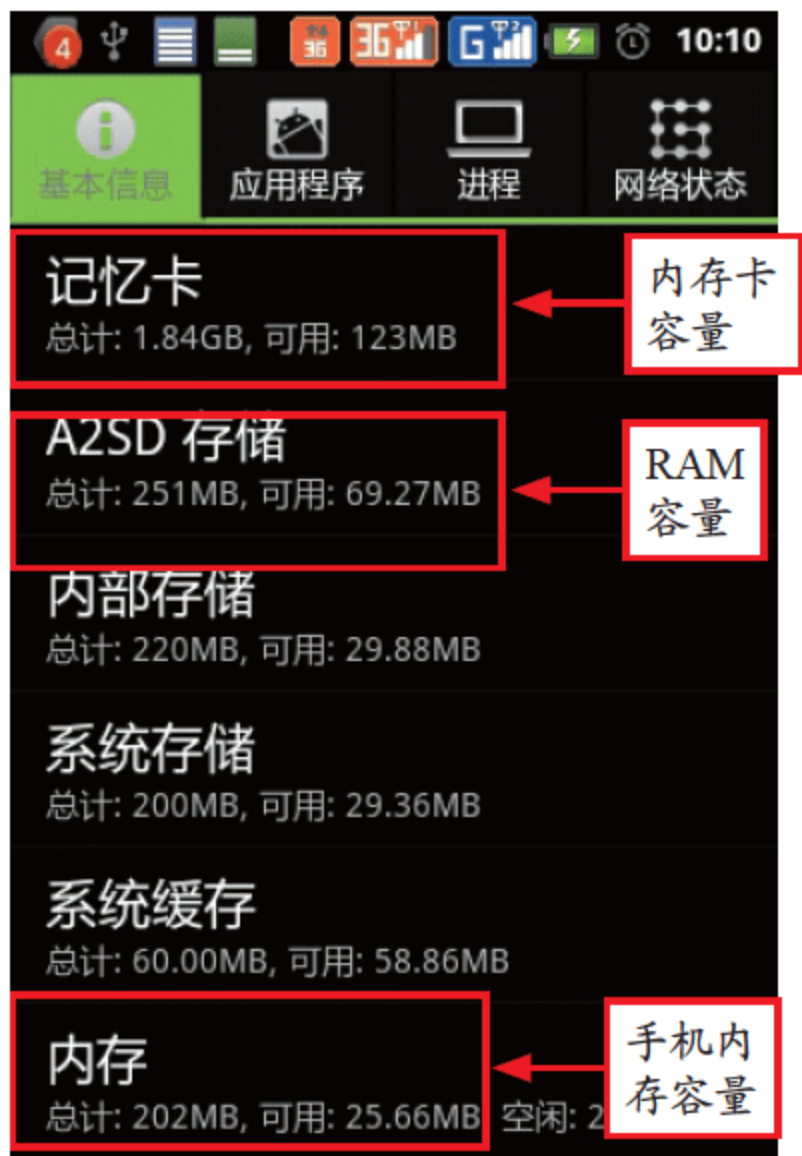 4
3G
3G
1
G
2
10:10
基本信息
应用程序
进程
网络状态
记忆卡
总计: 1.84GB, 可用: 123MB
内存卡
容量
A2SD 存储
总计: 251MB, 可用: 69.27MB
RAM
容量
内部存储
总计: 220MB, 可用: 29.88MB
系统存储
总计: 200MB, 可用: 29.36MB
系统缓存
总计: 60.00MB, 可用: 58.86MB
内存
总计: 202MB, 可用: 25.66MB 空闲: 2
手机内
存容量